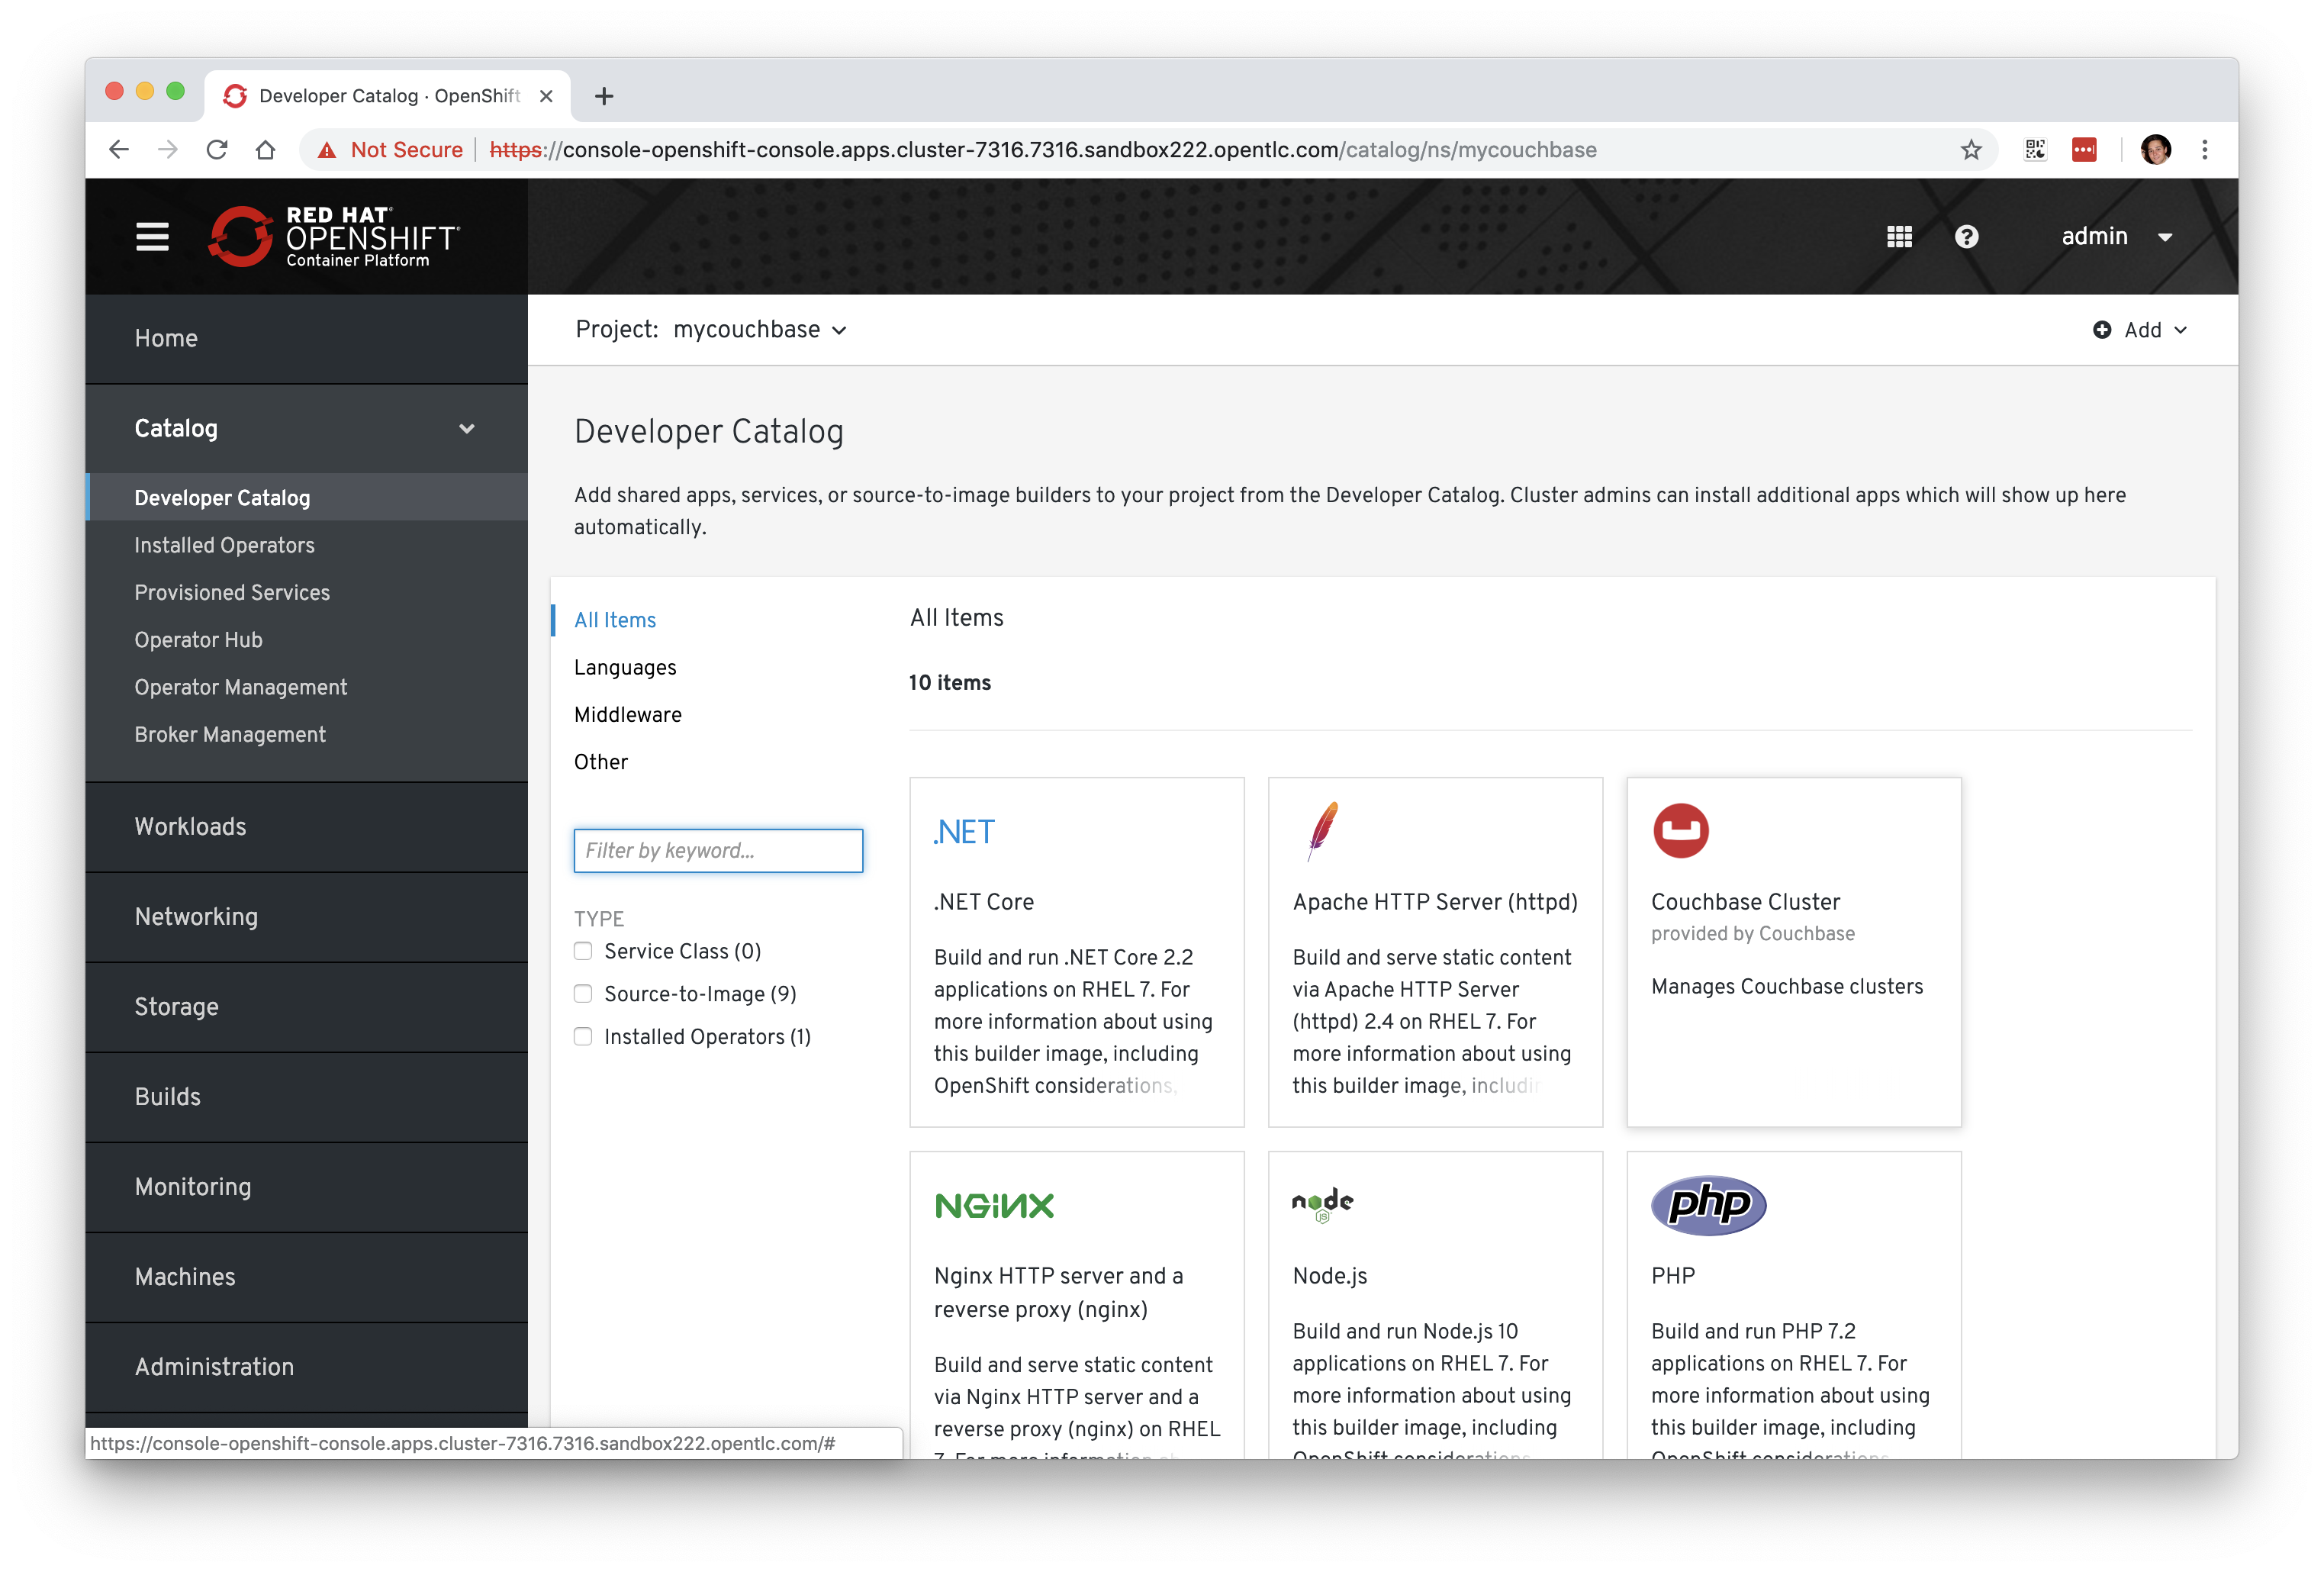 Developer Catalog · OpenShift
Not Secure https://console-openshift-console.apps.cluster-7316.7316.sandbox222.opentlc.com/catalog/ns/mycouchbase
RED HAT®
OPENSHIFT®
Container Platform
admin
Home
Catalog
Developer Catalog
Installed Operators
Provisioned Services
Operator Hub
Operator Management
Broker Management
Workloads
Networking
Storage
Builds
Monitoring
Machines
Administration
Project: mycouchbase
Add
Developer Catalog
Add shared apps, services, or source-to-image builders to your project from the Developer Catalog. Cluster admins can install additional apps which will show up here
automatically.
All Items
Languages
Middleware
Other
Filter by keyword...
TYPE
Service Class (0)
Source-to-Image (9)
Installed Operators (1)
All Items
10 items
.NET
.NET Core
Build and run .NET Core 2.2
applications on RHEL 7. For
more information about using
this builder image, including
OpenShift considerations,
Apache HTTP Server (httpd)
Build and serve static content
via Apache HTTP Server
(httpd) 2.4 on RHEL 7. For
more information about using
this builder image, includin
Couchbase Cluster
provided by Couchbase
Manages Couchbase clusters
NGiNX
Nginx HTTP server and a
reverse proxy (nginx)
Build and serve static content
via Nginx HTTP server and a
reverse proxy (nginx) on RHEL
7. For more information ab
node
JS
Node.js
Build and run Node.js 10
applications on RHEL 7. For
more information about using
this builder image, including
OpenShift considerations
php
PHP
Build and run PHP 7.2
applications on RHEL 7. For
more information about using
this builder image, including
OpenShift considerations
https://console-openshift-console.apps.cluster-7316.7316.sandbox222.opentlc.com/#